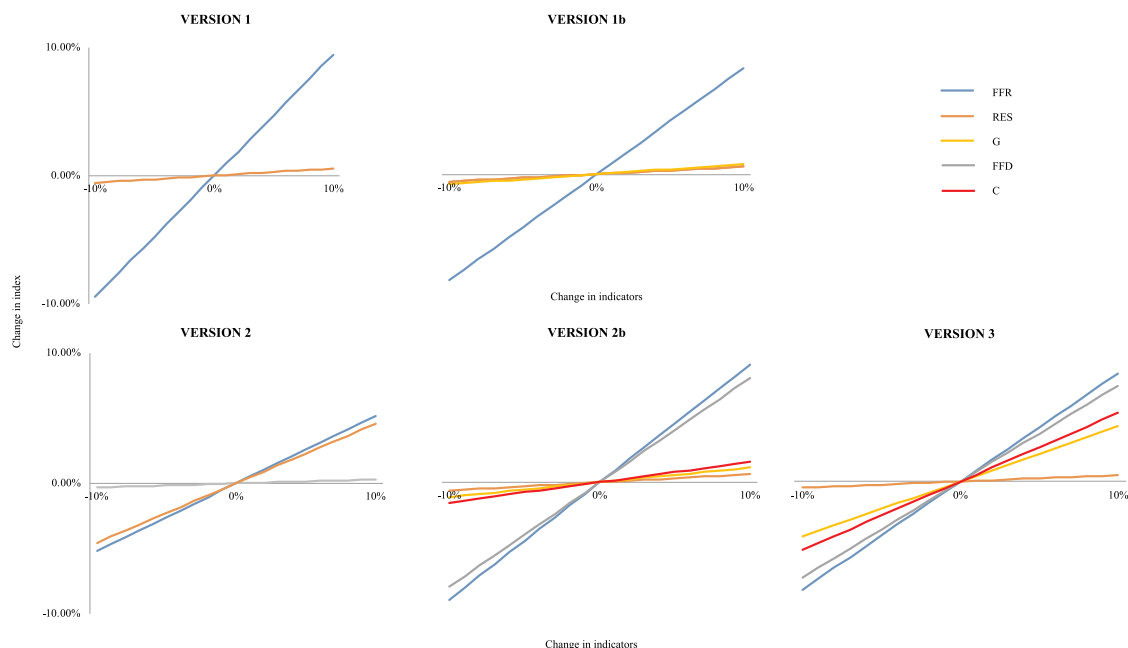 VERSION 1
VERSION 1b
10.00%
0.00%
-10.00%
-10%
0%
10%
-10%
0%
10%
FFR
RES
G
FFD
C
Change in index
Change in indicators
VERSION 2
VERSION 2b
VERSION 3
10.00%
0.00%
-10.00%
-10%
0%
10%
-10%
0%
10%
-10%
0%
10%
Change in indicators